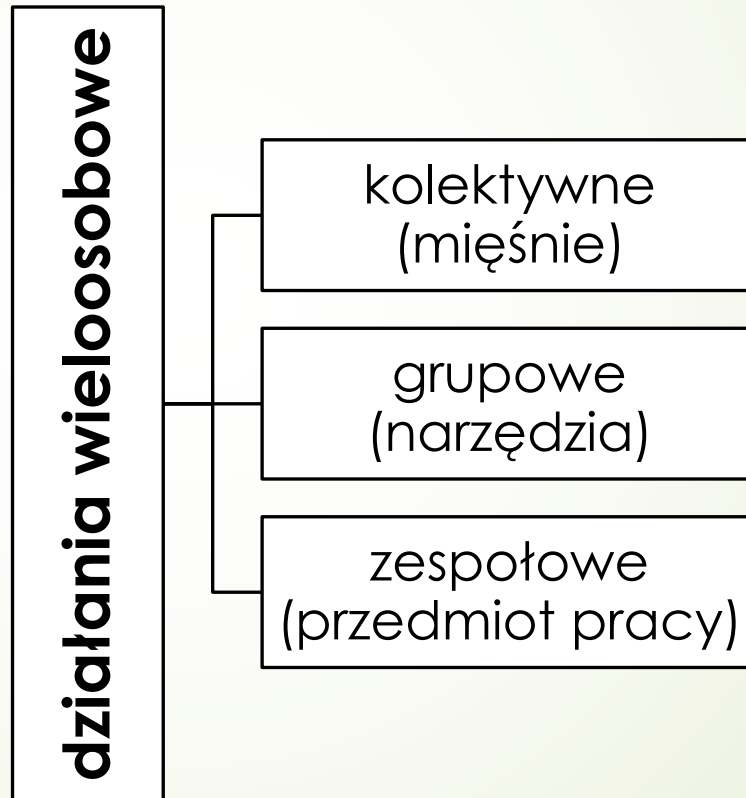 działania wieloosobowe
kolektywne
(mięśnie)
grupowe
(narzędzia)
zespołowe
(przedmiot pracy)